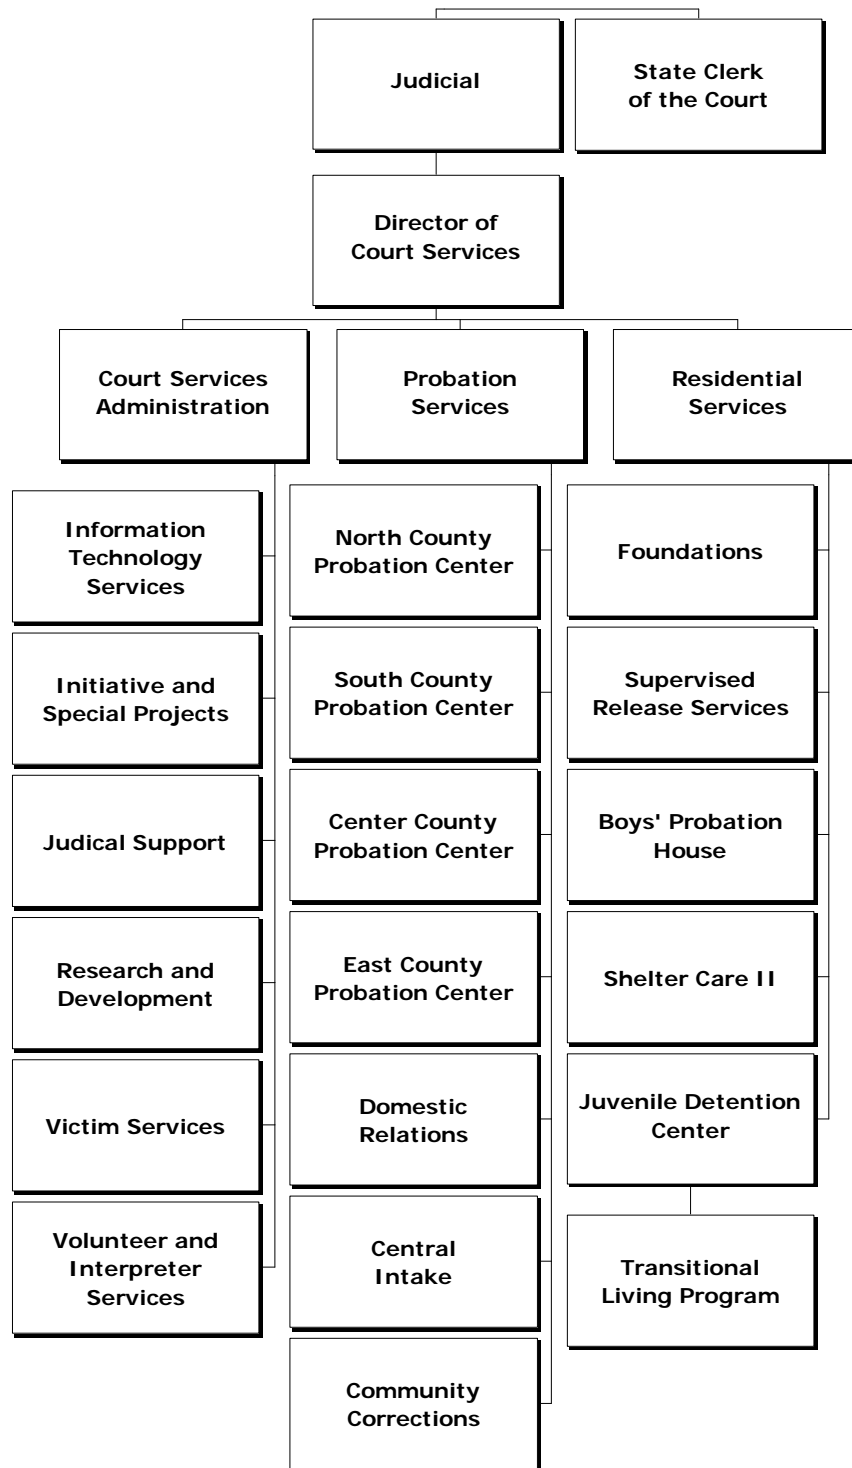 Judicial
State Clerk
of the Court
Director of
Court Services
Court Services
Administration
Probation
Services
Residential
Services
Information
Technology
Services
Initiative and
Special Projects
Judical Support
Research and
Development
Victim Services
Volunteer and
Interpreter
Services
North County
Probation Center
South County
Probation Center
Center County
Probation Center
East County
Probation Center
Domestic
Relations
Central
Intake
Community
Corrections
Foundations
Supervised
Release Services
Boys' Probation
House
Shelter Care II
Juvenile Detention
Center
Transitional
Living Program